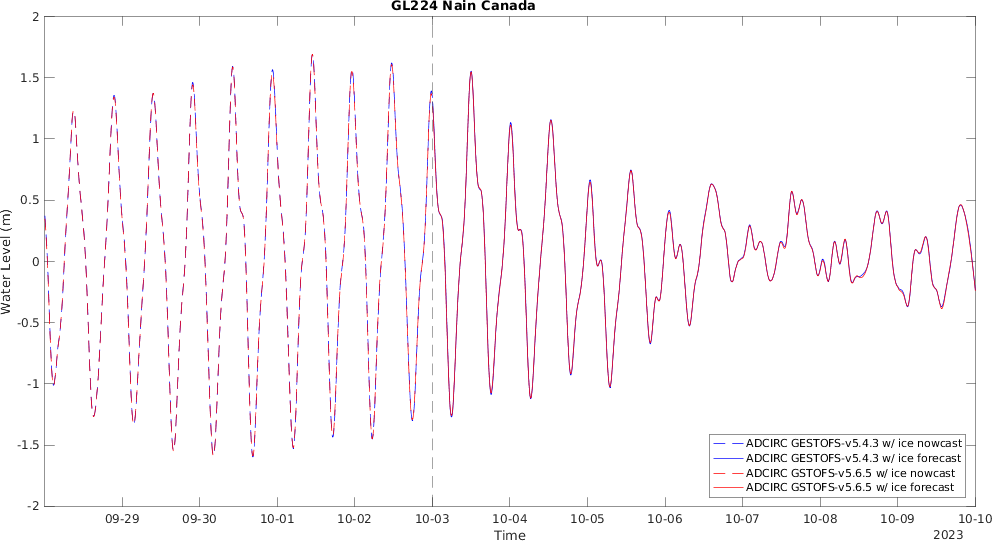 GL224 Nain Canada
2
1.5
1
0.5
0
-0.5
-1
-1.5
-2
Water Level (m)
ADCIRC GESTOFS-v5.4.3 w/ ice nowcast
ADCIRC GESTOFS-v5.4.3 w/ ice forecast
ADCIRC GSTOFS-v5.6.5 w/ ice nowcast
ADCIRC GSTOFS-v5.6.5 w/ ice forecast
09-29 09-30 10-01 10-02 10-03 10-04 10-05 10-06 10-07 10-08 10-09 10-10
Time
2023